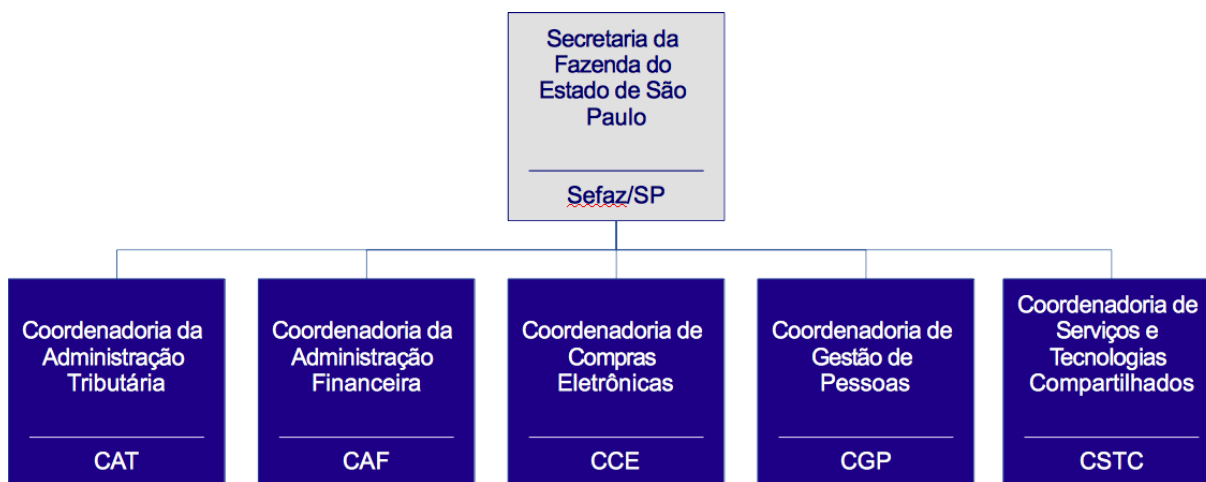 Secretaria da
Fazenda do
Estado de São
Paulo
Sefaz/SP
Coordenadoria da
Administração
Tributária
CAT
Coordenadoria da
Administração
Financeira
CAF
Coordenadoria de
Compras
Eletrônicas
CCE
Coordenadoria de
Gestão de
Pessoas
CGP
Coordenadoria de
Serviços e
Tecnologias
Compartilhados
CSTC